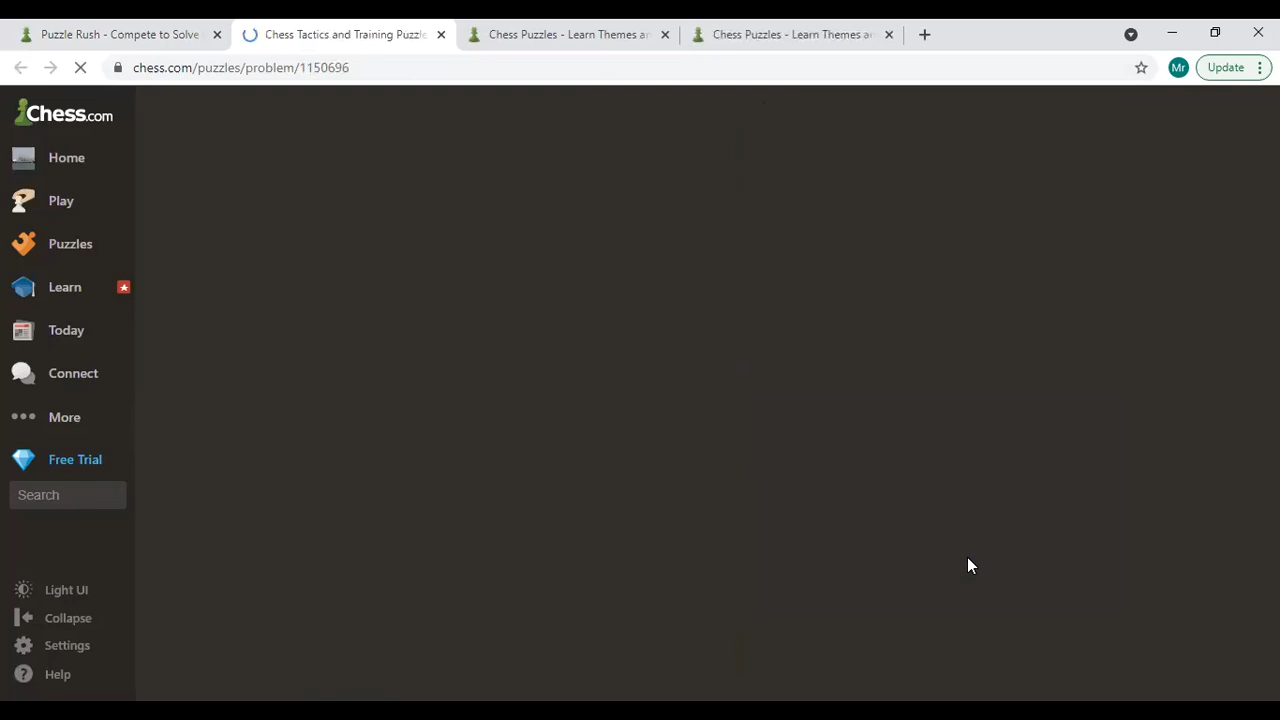 Puzzle Rush - Compete to Solve
Chess Tactics and Training Puzzle
Chess Puzzles - Learn Themes an
Chess Puzzles - Learn Themes an
chess.com/puzzles/problem/1150696
Mr
Update
Chess.com
Home
Play
Puzzles
Learn
Today
Connect
More
Free Trial
Search
Light UI
Collapse
Settings
Help